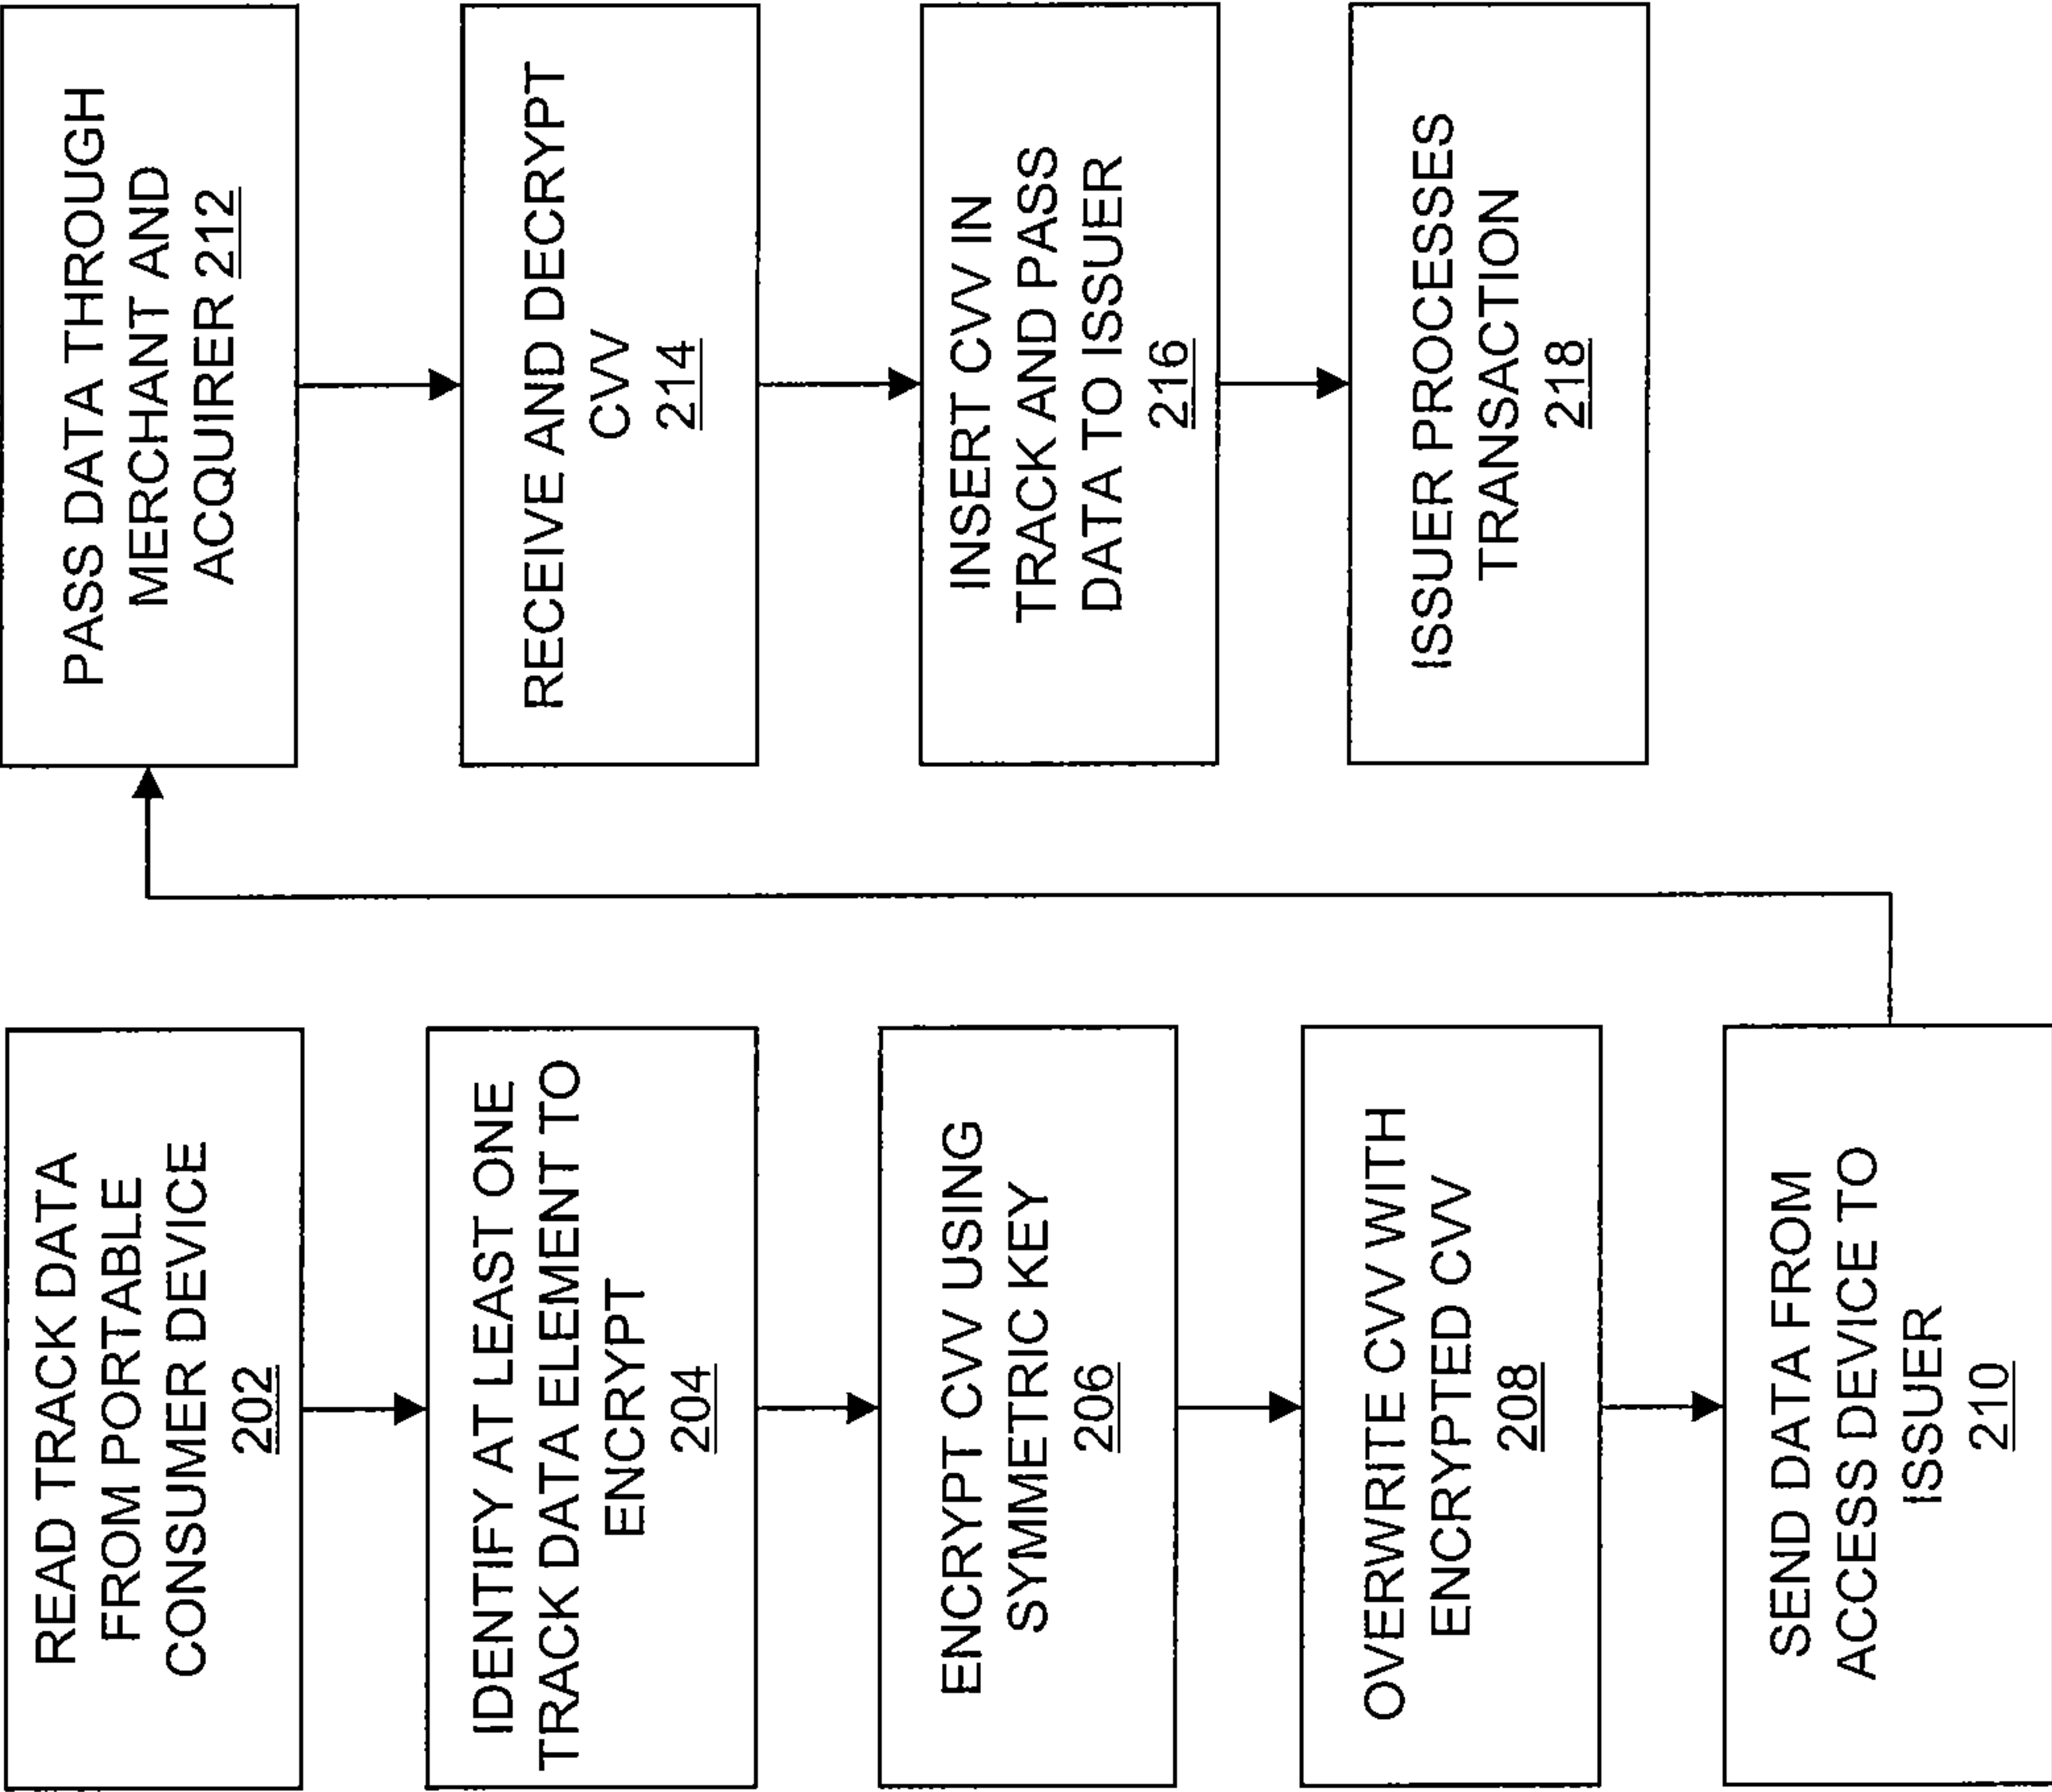 READ TRACK DATA
FROM PORTABLE
CONSUMER DEVICE
202
IDENTIFY AT LEAST ONE
TRACK DATA ELEMENT TO
ENCRYPT
204
ENCRYPT CVV USING
SYMMETRIC KEY
206
OVERWRITE CVV WITH
ENCRYPTED CVV
208
SEND DATA FROM
ACCESS DEVICE TO
ISSUER
210
PASS DATA THROUGH
MERCHANT AND
ACQUIRER 212
RECEIVE AND DECRYPT
CVV
214
INSERT CVV IN
TRACK AND PASS
DATA TO ISSUER
216
ISSUER PROCESSES
TRANSACTION
218